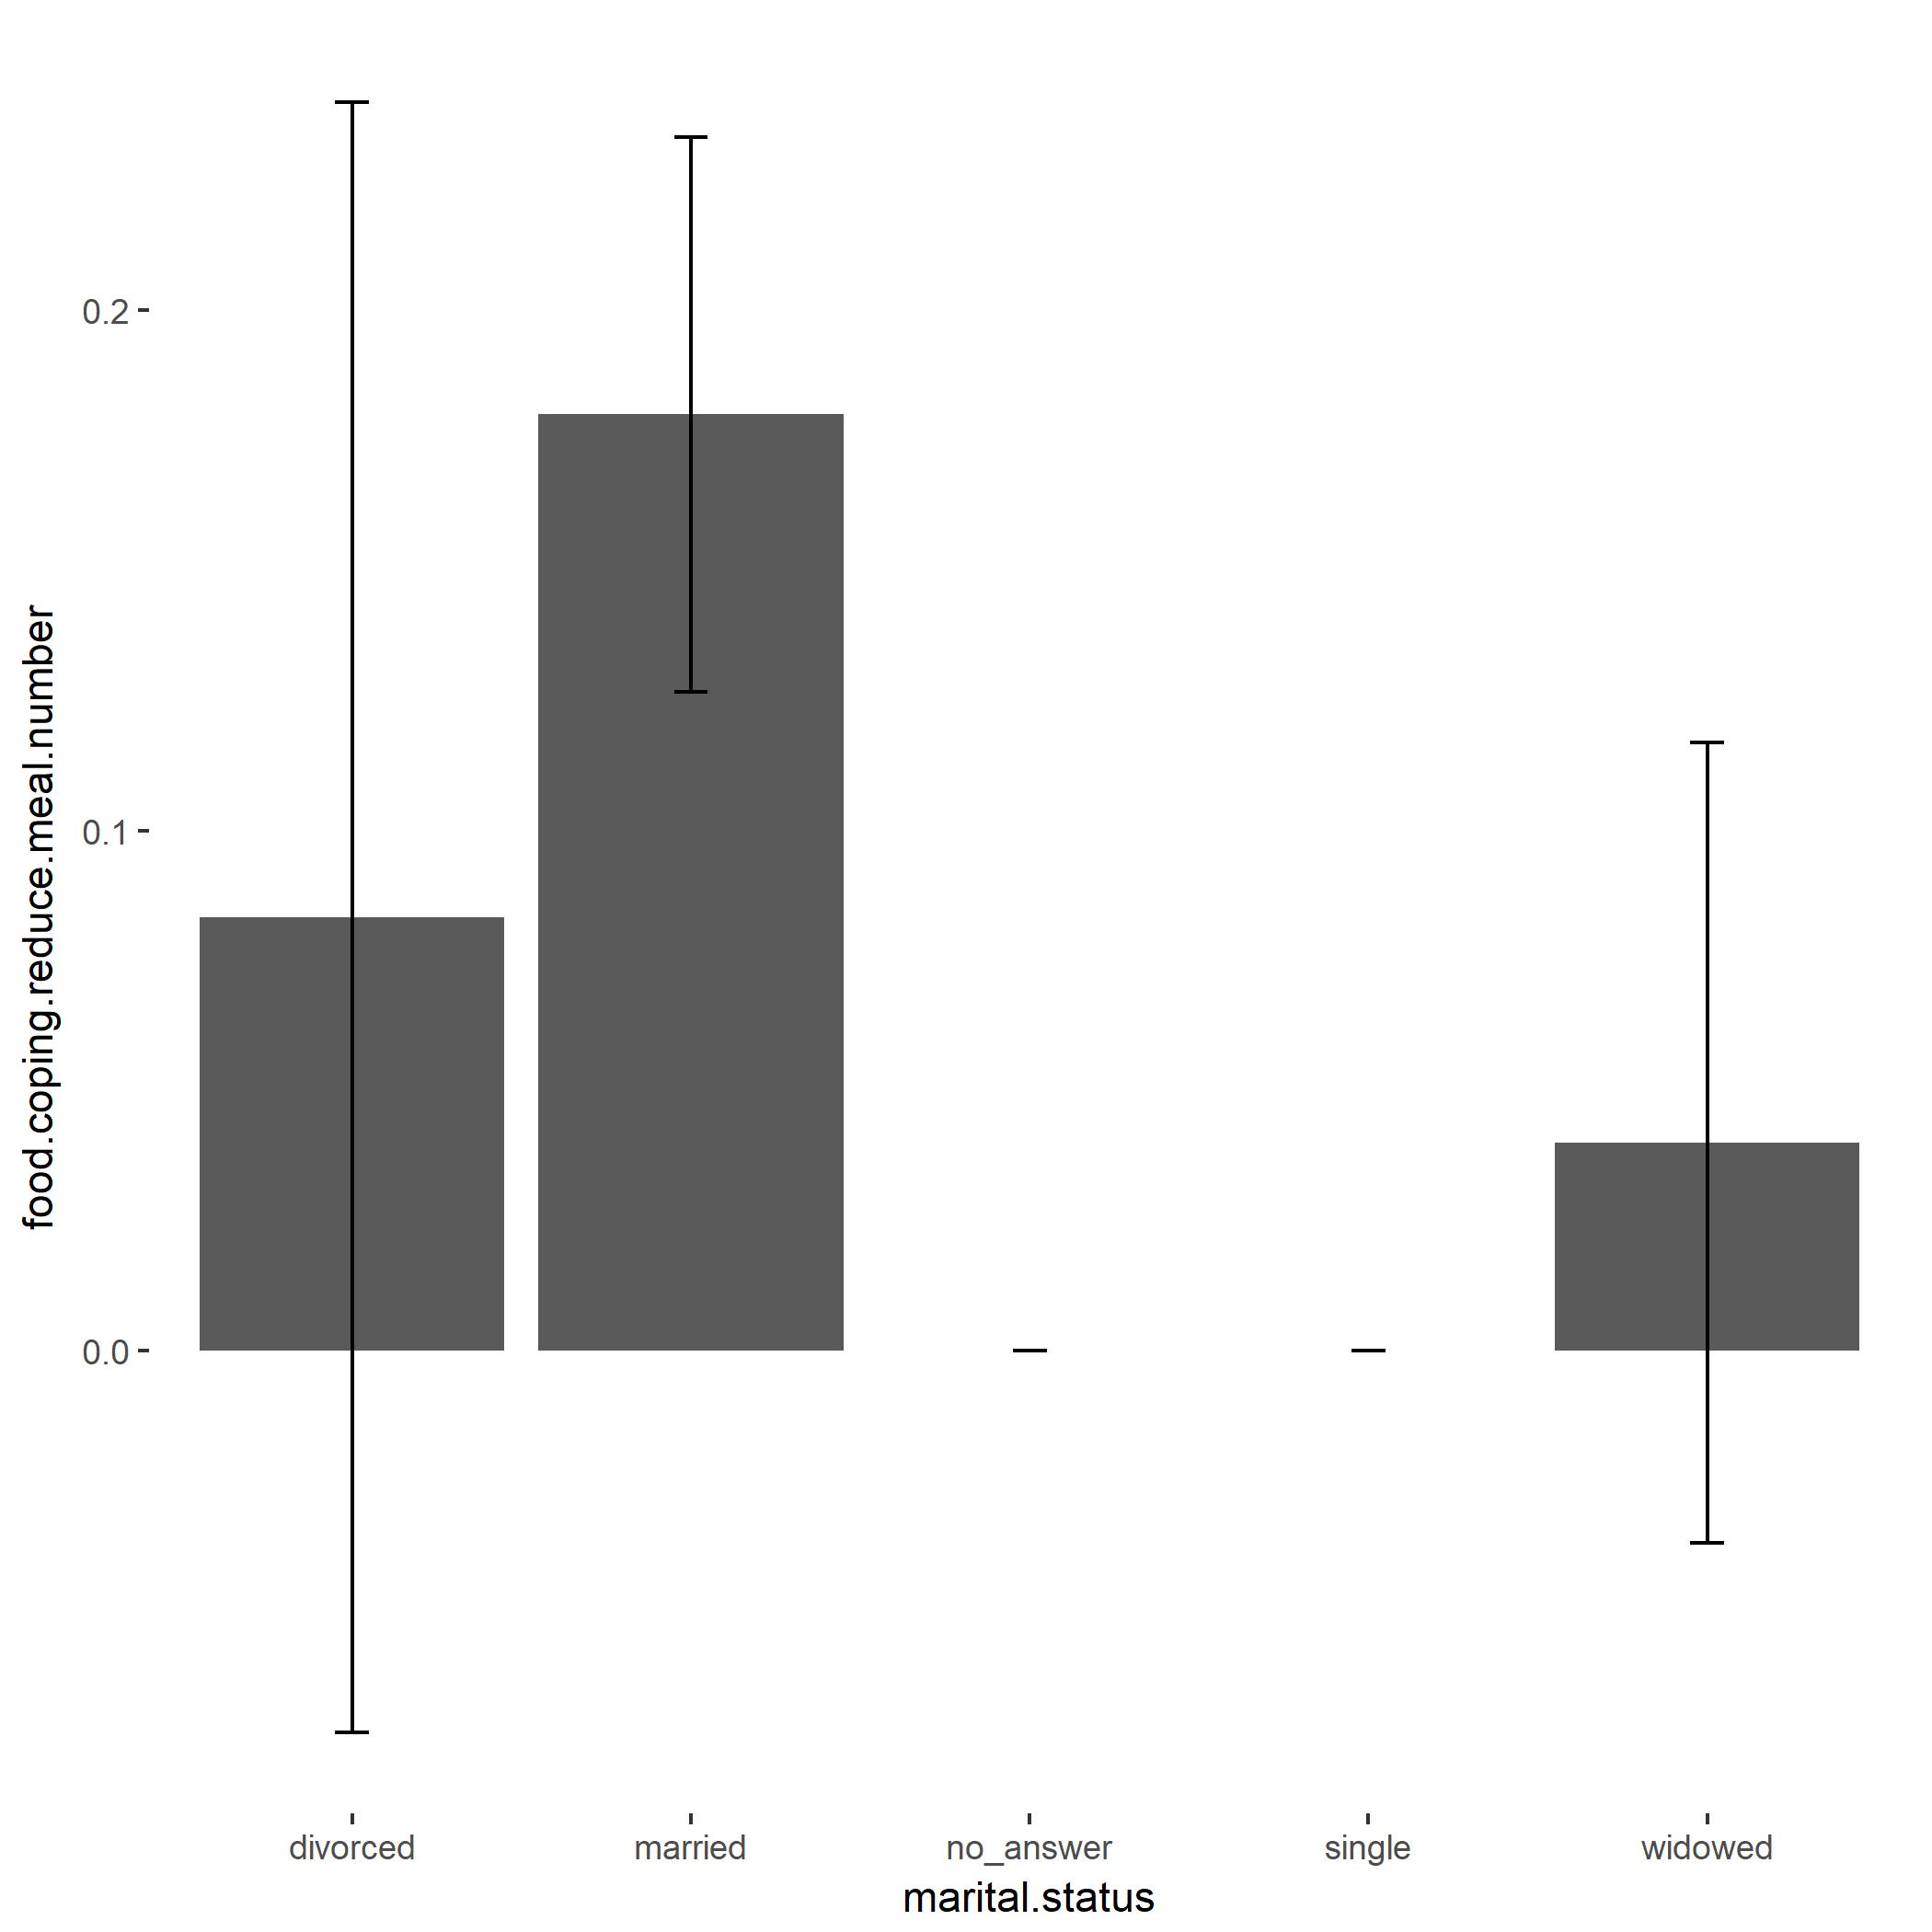 food.coping.reduce.meal.number
0.2
0.1
0.0
divorced married no_answer single widowed
marital.status